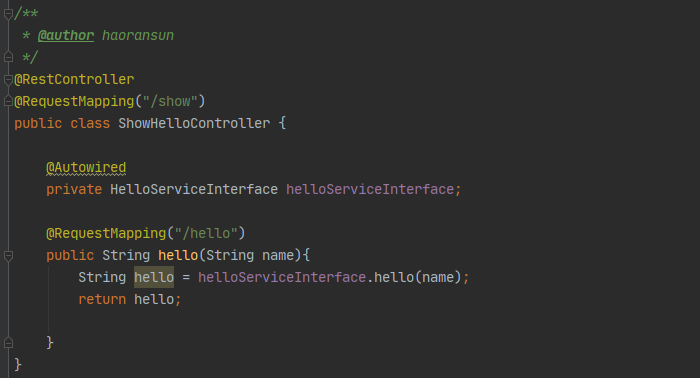 /**
 * @author haoransun
 */
@RestController
@RequestMapping("/show")
public class ShowHelloController {
    @Autowired
    private HelloServiceInterface helloServiceInterface;
    @RequestMapping("/hello")
    public String hello(String name){
        String hello = helloServiceInterface.hello(name);
        return hello;
    }
}